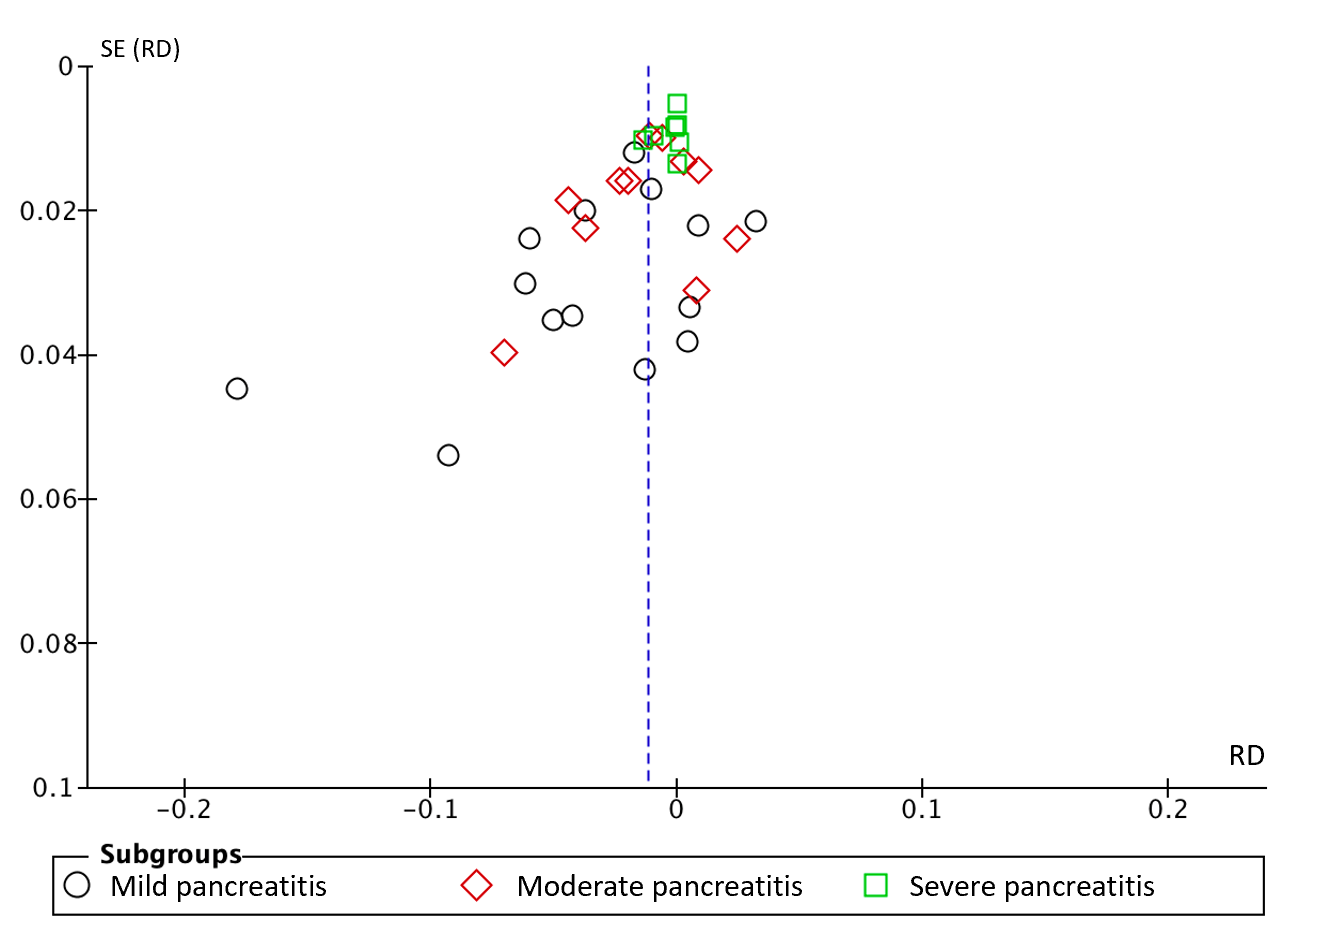 SE (RD)
0
0.02
0.04
0.06
0.08
0.1
RD
−0.2 −0.1 0 0.1 0.2
Subgroups
Mild pancreatitis Moderate pancreatitis Severe pancreatitis